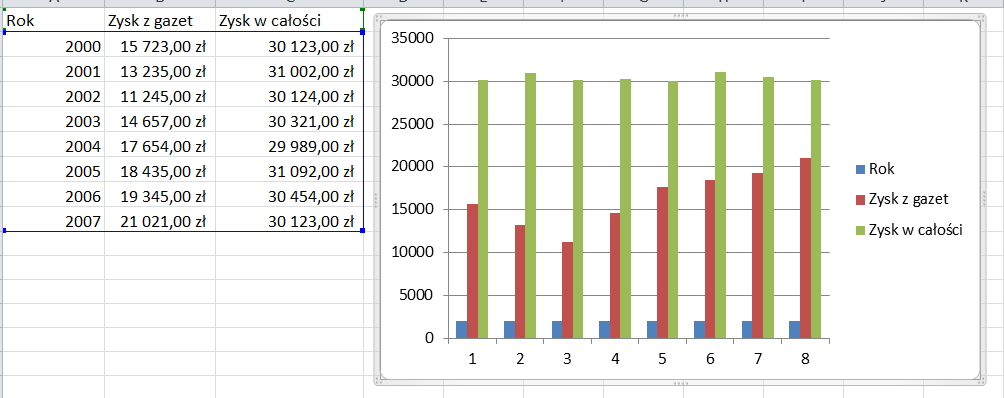 Rok Zysk z gazet Zysk w całości
2000 15 723,00 zł 30 123,00 zł
2001 13 235,00 zł 31 002,00 zł
2002 11 245,00 zł 30 124,00 zł
2003 14 657,00 zł 30 321,00 zł
2004 17 654,00 zł 29 989,00 zł
2005 18 435,00 zł 31 092,00 zł
2006 19 345,00 zł 30 454,00 zł
2007 21 021,00 zł 30 123,00 zł
35000
30000
25000
20000
15000
10000
5000
0
1 2 3 4 5 6 7 8
Rok
Zysk z gazet
Zysk w całości